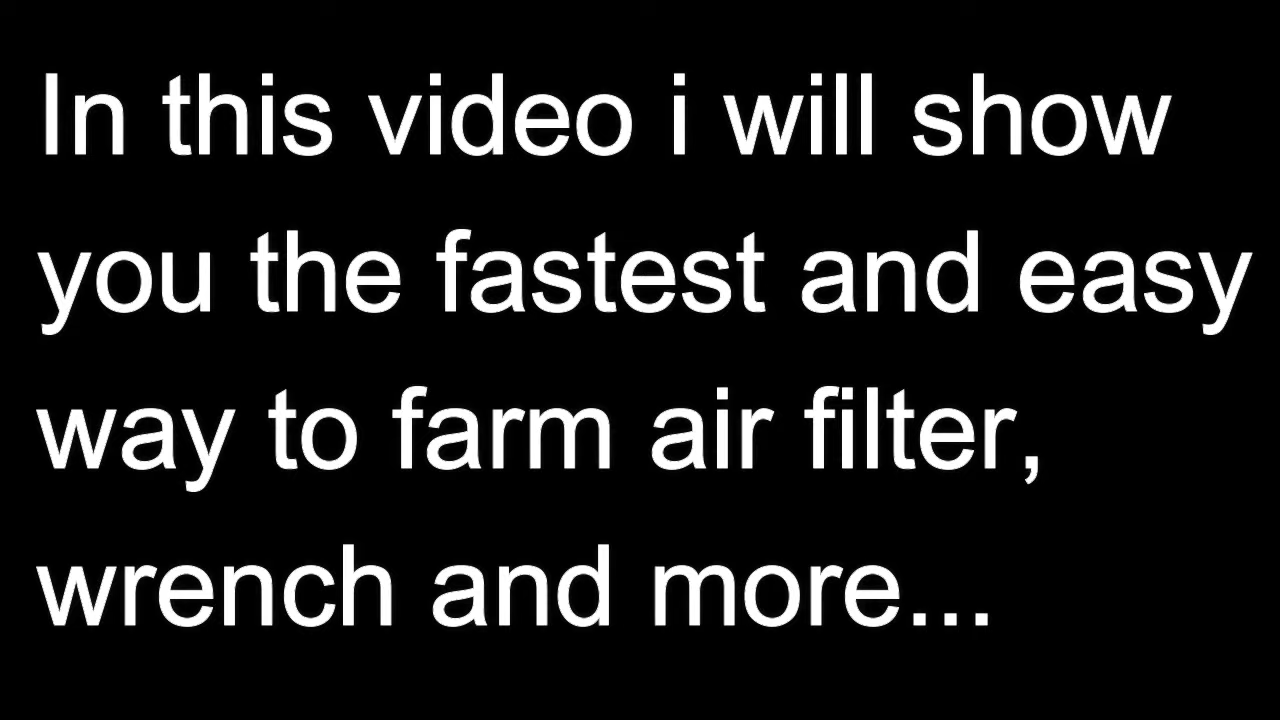 In this video i will show
you the fastest and easy
way to farm air filter,
wrench and more...